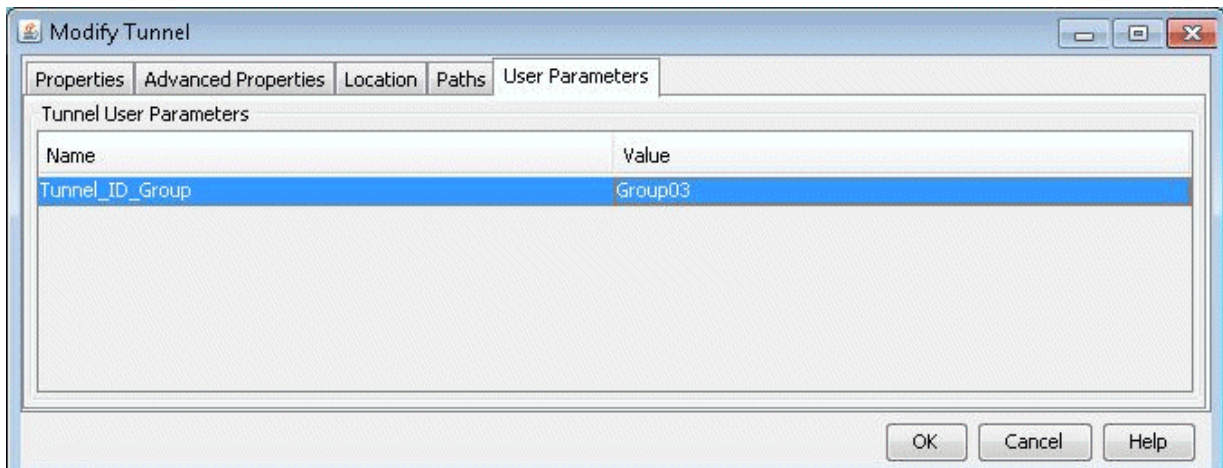 Modify Tunnel
Properties Advanced Properties Location Paths User Parameters
Tunnel User Parameters
Name Value
Tunnel_ID_Group Group03
OK Cancel Help